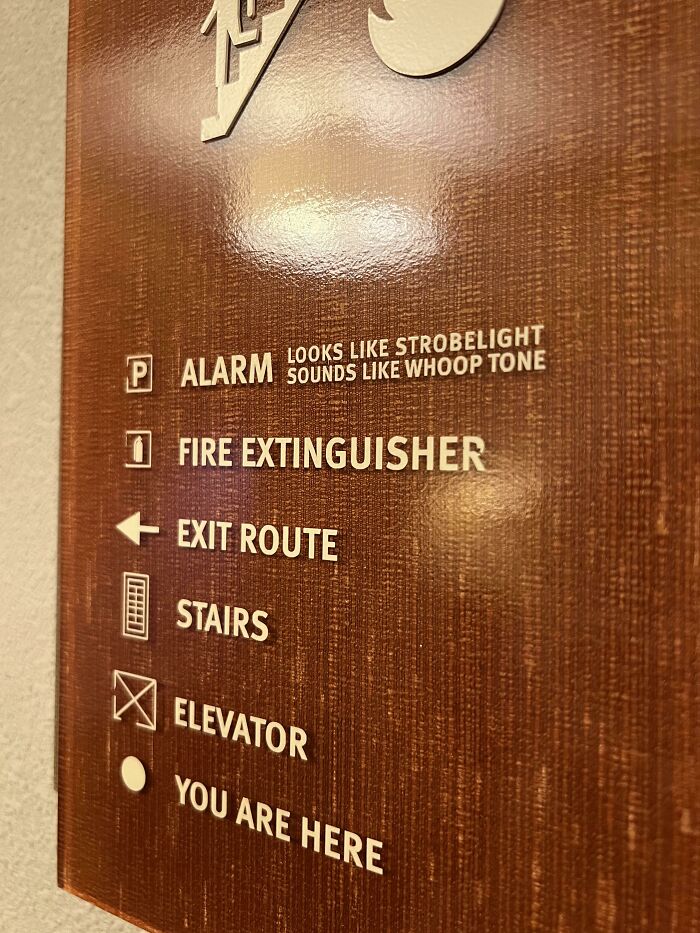 P ALARM LOOKS LIKE STROBELIGHT
SOUNDS LIKE WHOOP TONE
FIRE EXTINGUISHER
EXIT ROUTE
STAIRS
ELEVATOR
YOU ARE HERE